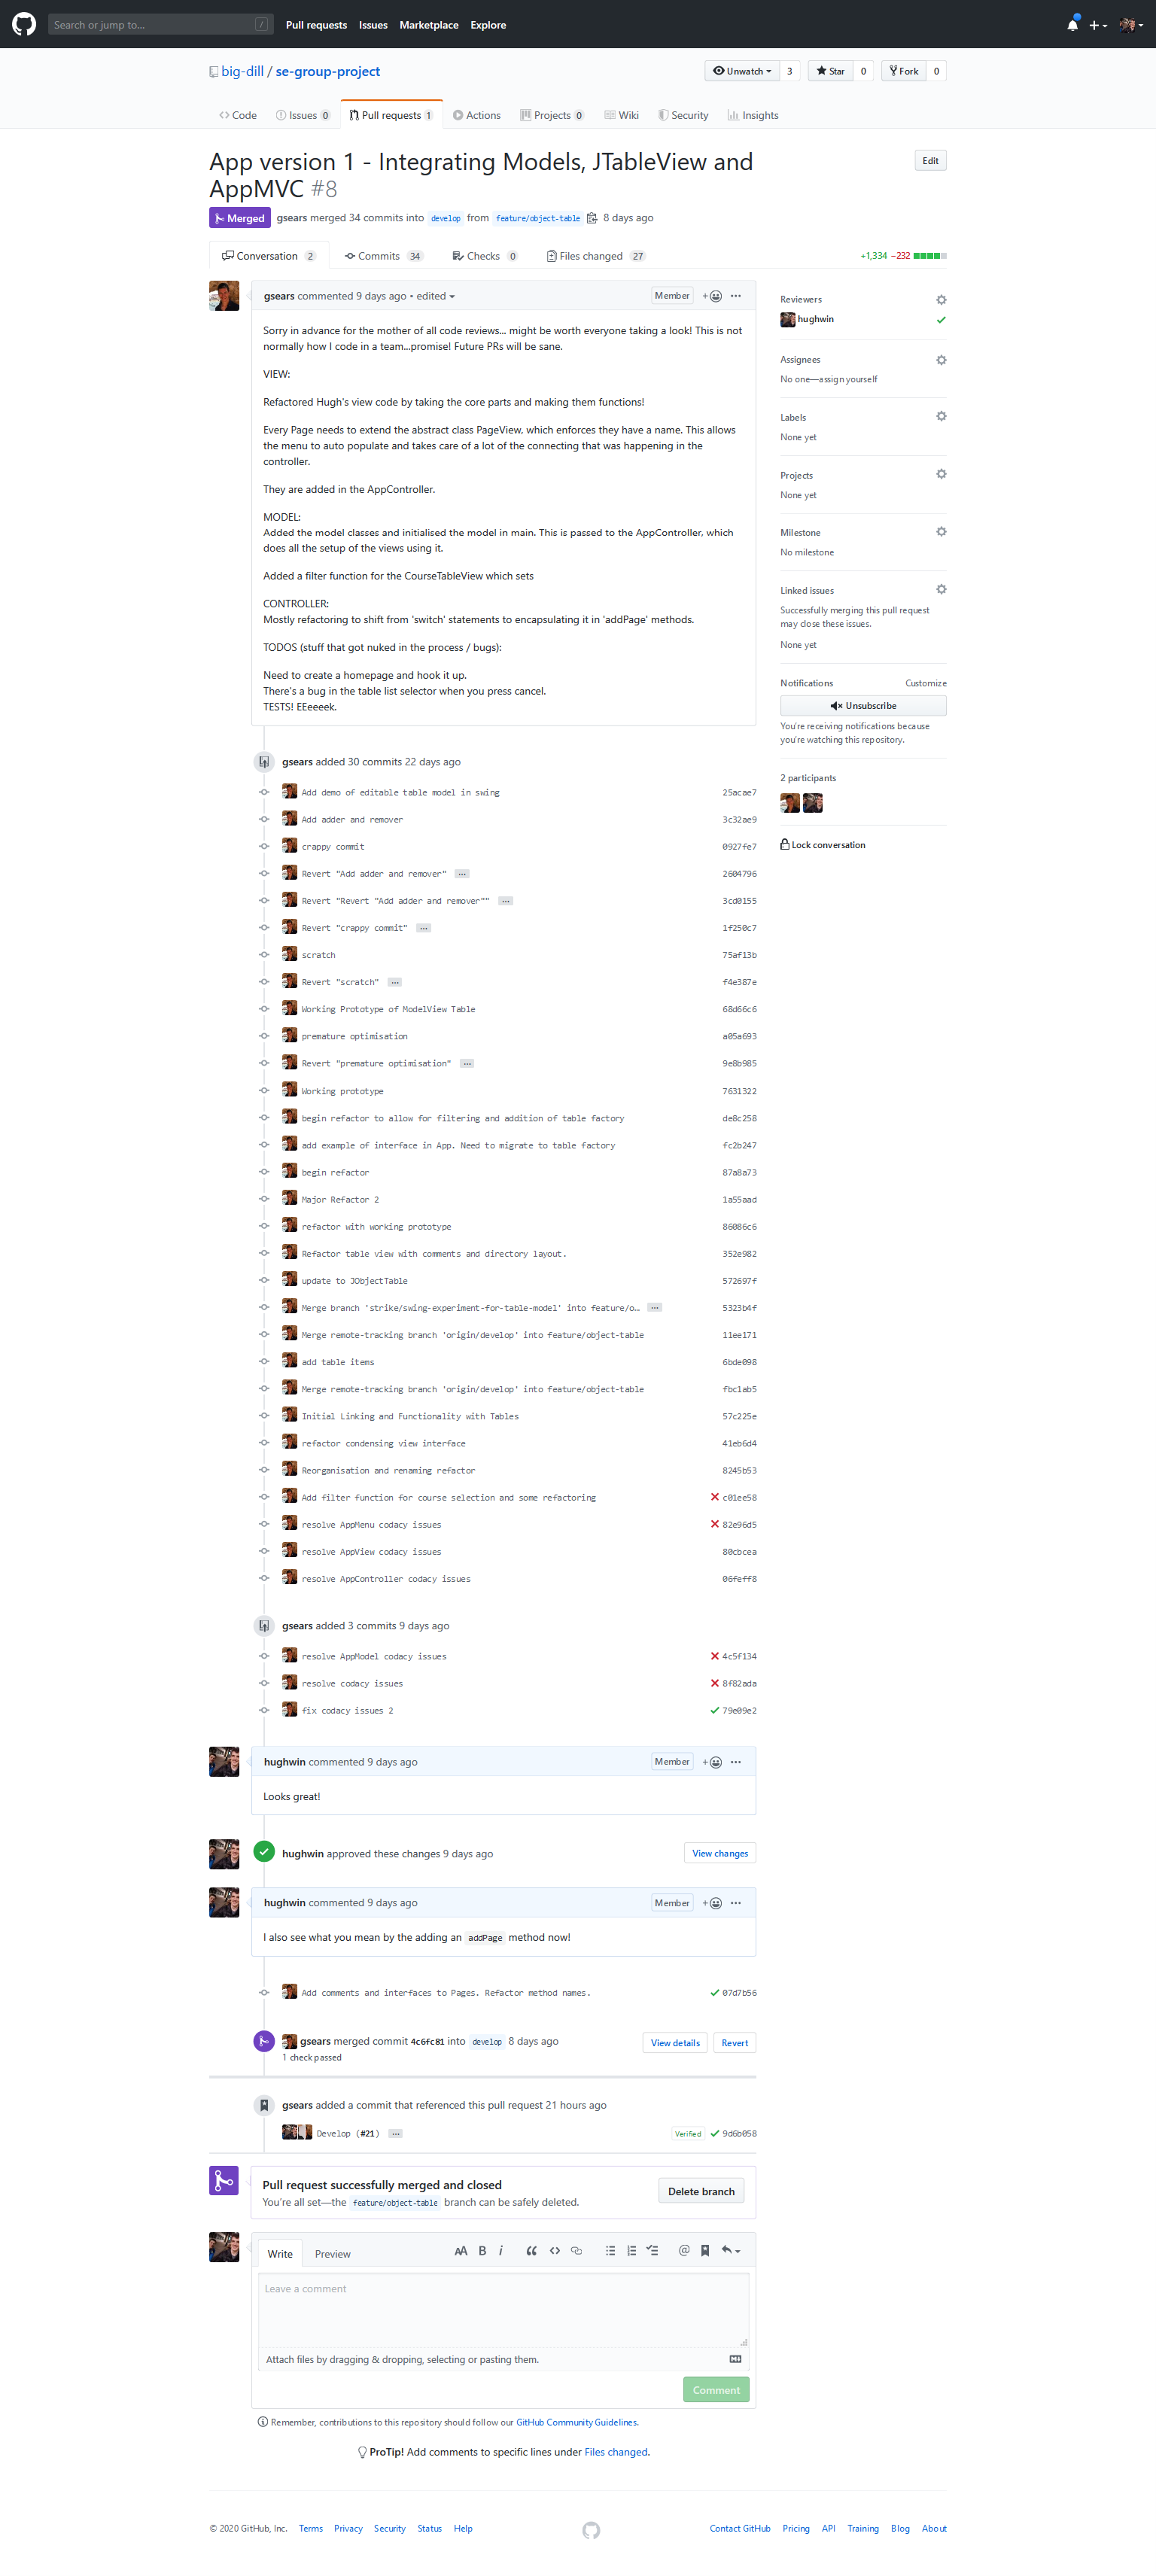 Search or jump to...
/
Pull requests Issues Marketplace Explore
big-dill / se-group-project
Unwatch 3 Star 0 Fork 0
Code Issues 0 Pull requests 1 Actions Projects 0 Wiki Security Insights
App version 1 - Integrating Models, JTableView and
AppMVC #8
Edit
Merged gsears merged 34 commits into develop from feature/object-table 8 days ago
Conversation 2 Commits 34 Checks 0 Files changed 27 +1,334 −232
gsears commented 9 days ago • edited Member
Sorry in advance for the mother of all code reviews... might be worth everyone taking a look! This is not
normally how I code in a team...promise! Future PRs will be sane.
VIEW:
Refactored Hugh's view code by taking the core parts and making them functions!
Every Page needs to extend the abstract class PageView, which enforces they have a name. This allows
the menu to auto populate and takes care of a lot of the connecting that was happening in the
controller.
They are added in the AppController.
MODEL:
Added the model classes and initialised the model in main. This is passed to the AppController, which
does all the setup of the views using it.
Added a filter function for the CourseTableView which sets
CONTROLLER:
Mostly refactoring to shift from 'switch' statements to encapsulating it in 'addPage' methods.
TODOS (stuff that got nuked in the process / bugs):
Need to create a homepage and hook it up.
There's a bug in the table list selector when you press cancel.
TESTS! EEeeeek.
Reviewers
hughwin
Assignees
No one—assign yourself
Labels
None yet
Projects
None yet
Milestone
No milestone
Linked issues
Successfully merging this pull request
may close these issues.
None yet
Notifications Customize
Unsubscribe
You're receiving notifications because
you're watching this repository.
2 participants
Lock conversation
gsears added 30 commits 22 days ago
Add demo of editable table model in swing 25acae7
Add adder and remover 3c32ae9
crappy commit 0927fe7
Revert "Add adder and remover" ... 2604796
Revert "Revert "Add adder and remover"" ... 3cd0155
Revert "crappy commit" ... 1f250c7
scratch 75af13b
Revert "scratch" ... f4e387e
Working Prototype of ModelView Table 68d66c6
premature optimisation a05a693
Revert "premature optimisation" ... 9e8b985
Working prototype 7631322
begin refactor to allow for filtering and addition of table factory de8c258
add example of interface in App. Need to migrate to table factory fc2b247
begin refactor 87a8a73
Major Refactor 2 1a55aad
refactor with working prototype 86086c6
Refactor table view with comments and directory layout. 352e982
update to JObjectTable 572697f
Merge branch 'strike/swing-experiment-for-table-model' into feature/o… ... 5323b4f
Merge remote-tracking branch 'origin/develop' into feature/object-table 11ee171
add table items 6bde098
Merge remote-tracking branch 'origin/develop' into feature/object-table fbc1ab5
Initial Linking and Functionality with Tables 57c225e
refactor condensing view interface 41eb6d4
Reorganisation and renaming refactor 8245b53
Add filter function for course selection and some refactoring c01ee58
resolve AppMenu codacy issues 82e96d5
resolve AppView codacy issues 80cbcea
resolve AppController codacy issues 06feff8
gsears added 3 commits 9 days ago
resolve AppModel codacy issues 4c5f134
resolve codacy issues 8f82ada
fix codacy issues 2 79e09e2
hughwin commented 9 days ago Member
Looks great!
hughwin approved these changes 9 days ago View changes
hughwin commented 9 days ago Member
I also see what you mean by the adding an addPage method now!
Add comments and interfaces to Pages. Refactor method names. 07d7b56
gsears merged commit 4c6fc81 into develop 8 days ago View details Revert
1 check passed
gsears added a commit that referenced this pull request 21 hours ago
Develop (#21) ... Verified 9d6b058
Pull request successfully merged and closed
You're all set—the feature/object-table branch can be safely deleted.
Delete branch
Write Preview AA B i
Leave a comment
Attach files by dragging & dropping, selecting or pasting them.
Comment
Remember, contributions to this repository should follow our GitHub Community Guidelines.
ProTip! Add comments to specific lines under Files changed.
© 2020 GitHub, Inc. Terms Privacy Security Status Help Contact GitHub Pricing API Training Blog About